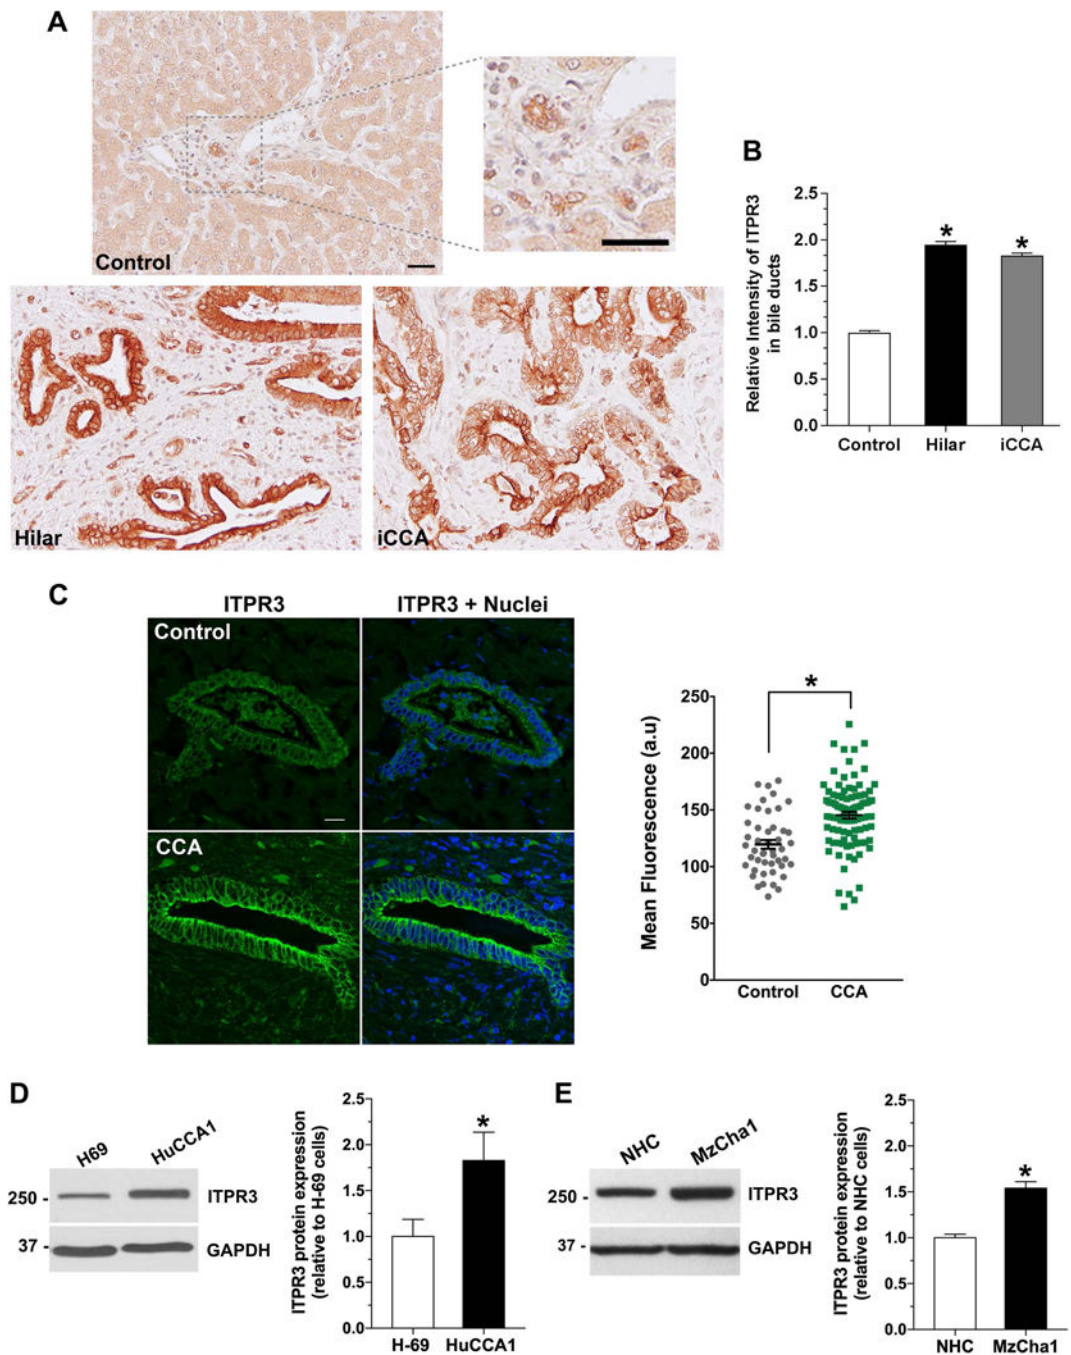 A
Control
Hilar
iCCA
B
Relative Intensity of ITPR3
in bile ducts
2.5
2.0
1.5
1.0
0.5
0.0
*
*
Control Hilar iCCA
C
ITPR3 ITPR3 + Nuclei
Control
CCA
Mean Fluorescence (a.u)
250
200
150
100
50
0
*
Control CCA
D
H69 HuCCA1
250 - ITPR3
37 - GAPDH
ITPR3 protein expression
(relative to H-69 cells)
2.5
2.0
1.5
1.0
0.5
0.0
*
H-69 HuCCA1
E
NHC MzCha1
250 - ITPR3
37 - GAPDH
ITPR3 protein expression
(relative to NHC cells)
2.5
2.0
1.5
1.0
0.5
0.0
*
NHC MzCha1